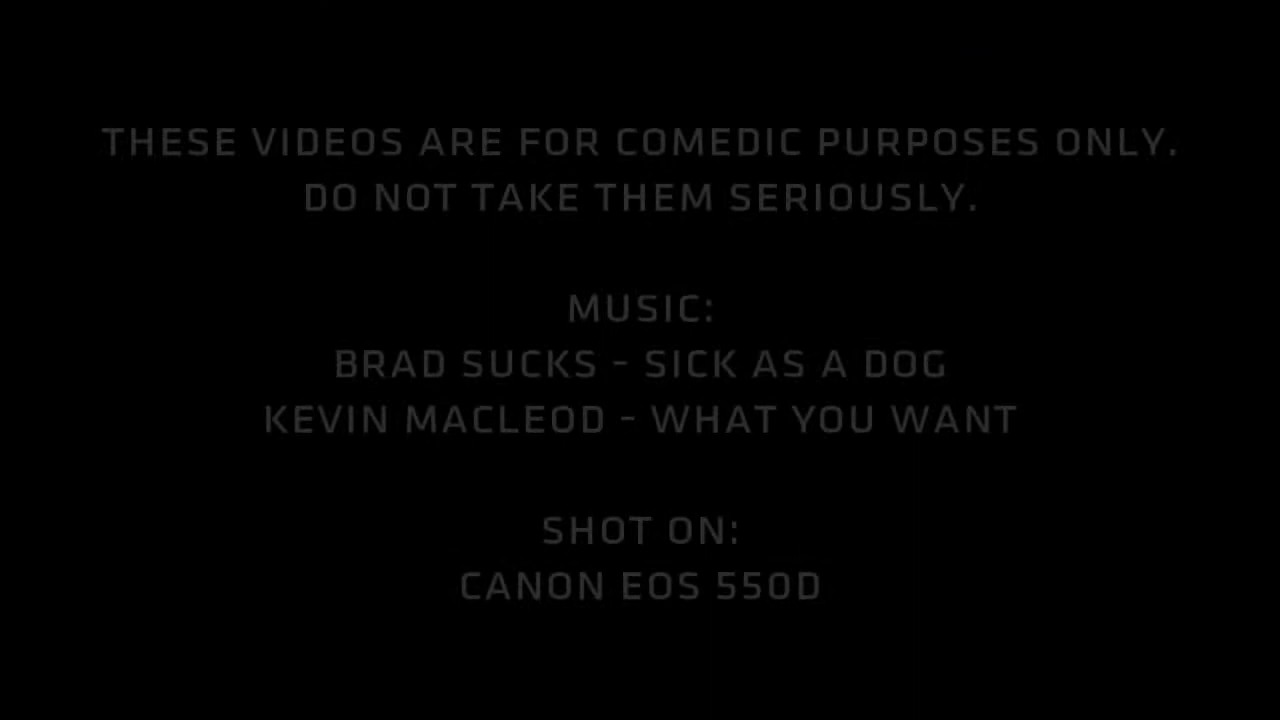 THESE VIDEOS ARE FOR COMEDIC PURPOSES ONLY.
DO NOT TAKE THEM SERIOUSLY.
MUSIC:
BRAD SUCKS - SICK AS A DOG
KEVIN MACLEOD - WHAT YOU WANT
SHOT ON:
CANON EOS 550D